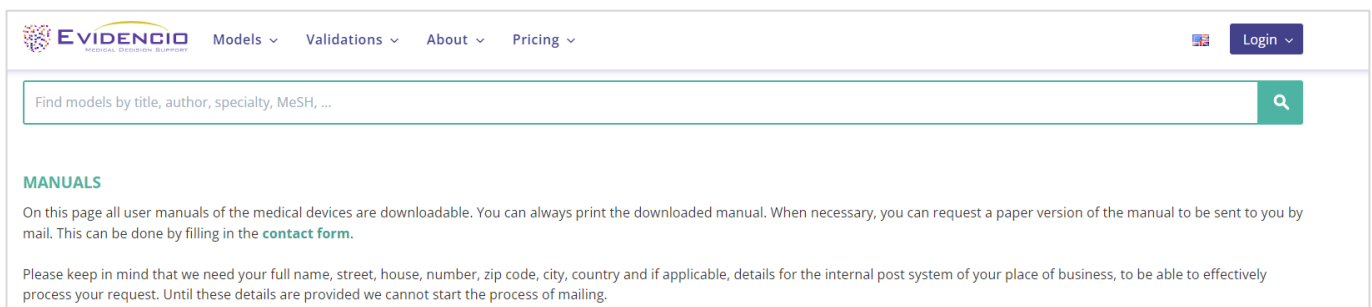 EVIDENCIO Models Validations About Pricing Login
MEDICAL DECISION SUPPORT
Find models by title, author, specialty, MeSH, ...
MANUALS
On this page all user manuals of the medical devices are downloadable. You can always print the downloaded manual. When necessary, you can request a paper version of the manual to be sent to you by
mail. This can be done by filling in the contact form.
Please keep in mind that we need your full name, street, house, number, zip code, city, country and if applicable, details for the internal post system of your place of business, to be able to effectively
process your request. Until these details are provided we cannot start the process of mailing.